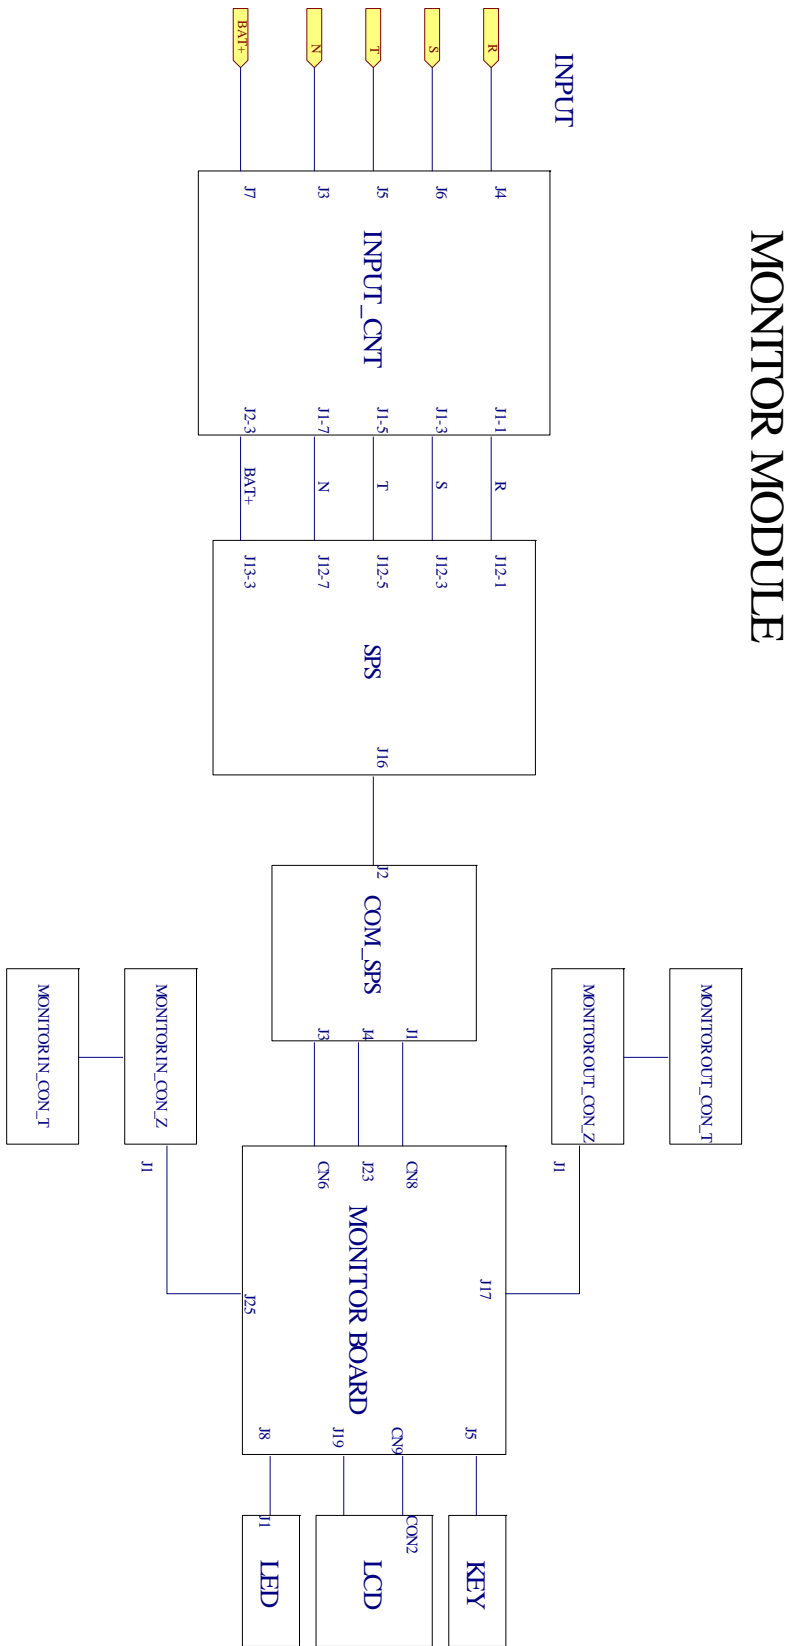 MONITOR MODULE
INPUT
R
S
T
N
BAT+
J4
J6
J5
J3
J7
INPUT_CNT
J1-1
J1-3
J1-5
J1-7
J2-3
R
S
T
N
BAT+
J12-1
J12-3
J12-5
J12-7
J13-3
SPS
J16
J2
COM_SPS
J1
J4
J3
MONITOROUT_CON_T
MONITOROUT_CON_Z
J1
MONITORIN_CON_Z
J1
MONITORIN_CON_T
CN8
J23
CN6
MONITOR BOARD
J17
J25
J5
CN9
J19
J8
KEY
CON2
LCD
J1
LED